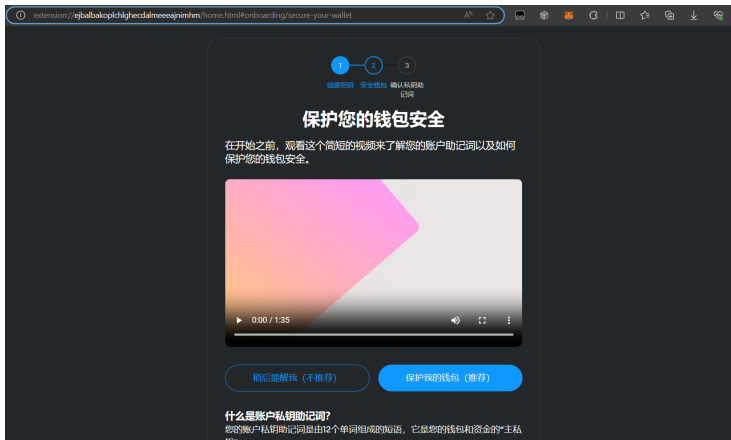 extension://ejbalbakoplchlghecdalmeeeajnimhm/home.html#onboarding/secure-your-wallet
1
2
3
创建密码
安全钱包
确认私钥助
记词
保护您的钱包安全
在开始之前，观看这个简短的视频来了解您的账户助记词以及如何
保护您的钱包安全。
0:00 / 1:35
稍后提醒我（不推荐）
保护我的钱包（推荐）
什么是账户私钥助记词？
您的账户私钥助记词是由12个单词组成的短语，它是您的钱包和资金的“主私